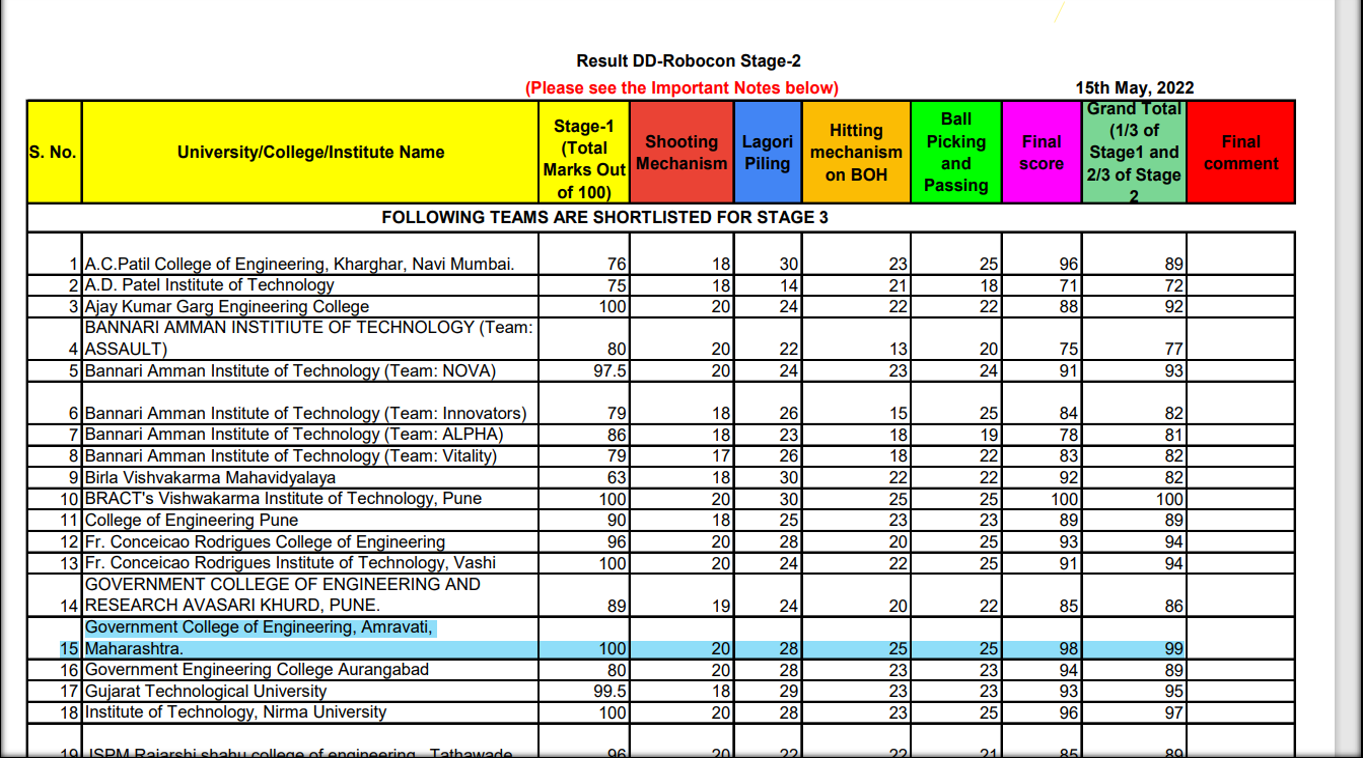 Result DD-Robocon Stage-2
(Please see the Important Notes below) 15th May, 2022
S. No. University/College/Institute Name Stage-1 (Total Marks Out of 100) Shooting Mechanism Lagori Piling Hitting mechanism on BOH Ball Picking and Passing Final score Grand Total (1/3 of Stage1 and 2/3 of Stage 2 Final comment
FOLLOWING TEAMS ARE SHORTLISTED FOR STAGE 3
1 A.C.Patil College of Engineering, Kharghar, Navi Mumbai. 76 18 30 23 25 96 89
2 A.D. Patel Institute of Technology 75 18 14 21 18 71 72
3 Ajay Kumar Garg Engineering College 100 20 24 22 22 88 92
BANNARI AMMAN INSTITIUTE OF TECHNOLOGY (Team:
4 ASSAULT) 80 20 22 13 20 75 77
5 Bannari Amman Institute of Technology (Team: NOVA) 97.5 20 24 23 24 91 93
6 Bannari Amman Institute of Technology (Team: Innovators) 79 18 26 15 25 84 82
7 Bannari Amman Institute of Technology (Team: ALPHA) 86 18 23 18 19 78 81
8 Bannari Amman Institute of Technology (Team: Vitality) 79 17 26 18 22 83 82
9 Birla Vishvakarma Mahavidyalaya 63 18 30 22 22 92 82
10 BRACT's Vishwakarma Institute of Technology, Pune 100 20 30 25 25 100 100
11 College of Engineering Pune 90 18 25 23 23 89 89
12 Fr. Conceicao Rodrigues College of Engineering 96 20 28 20 25 93 94
13 Fr. Conceicao Rodrigues Institute of Technology, Vashi 100 20 24 22 25 91 94
GOVERNMENT COLLEGE OF ENGINEERING AND
14 RESEARCH AVASARI KHURD, PUNE. 89 19 24 20 22 85 86
Government College of Engineering, Amravati,
15 Maharashtra. 100 20 28 25 25 98 99
16 Government Engineering College Aurangabad 80 20 28 23 23 94 89
17 Gujarat Technological University 99.5 18 29 23 23 93 95
18 Institute of Technology, Nirma University 100 20 28 23 25 96 97
19 JSPM Rajarshi shahu college of engineering, Tathawade 96 20 22 22 21 85 89